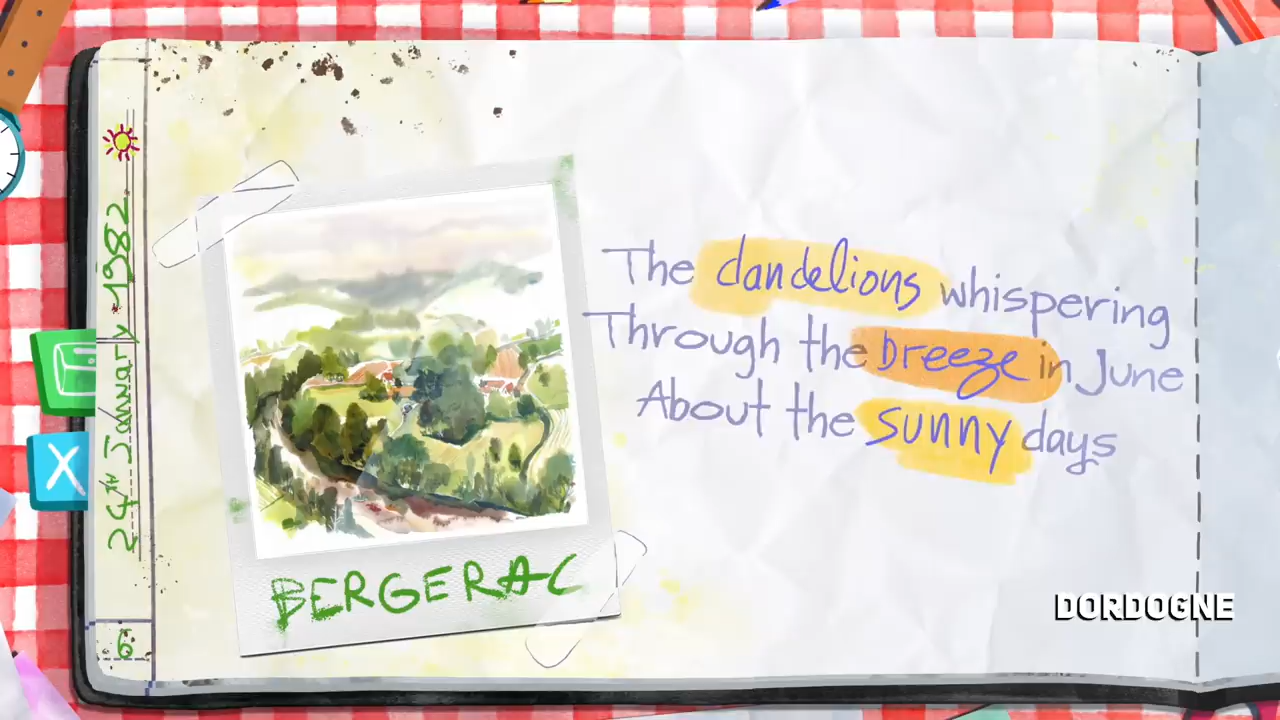 24TH January 1982
6
X
BERGERAC
The dandelions whispering
Through the breeze in June
About the sunny days
DORDOGNE